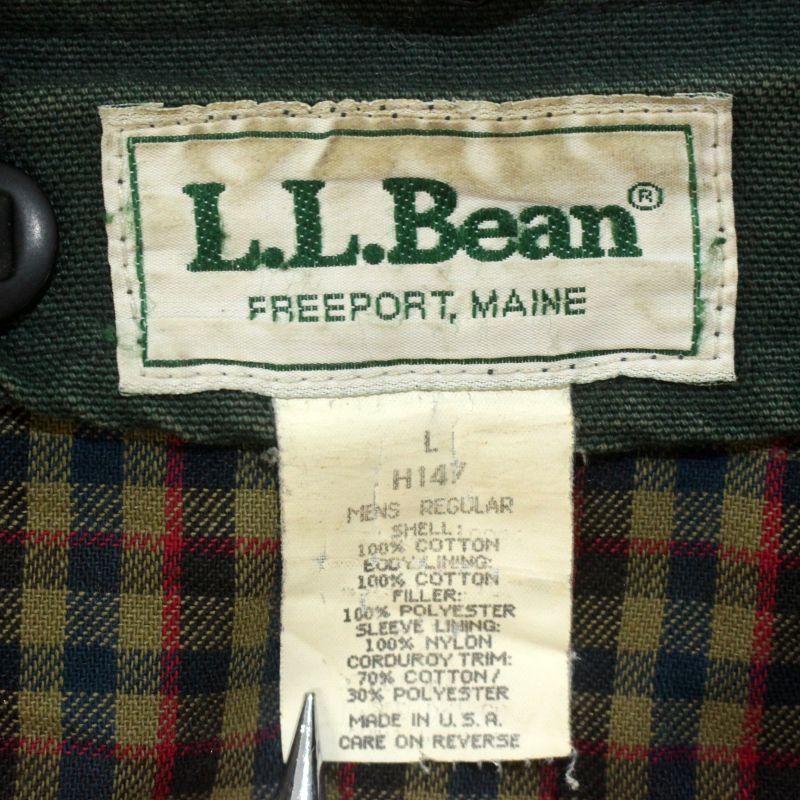 L.L.Bean®
FREEPORT, MAINE
L
H147
MENS REGULAR
SHELL:
100% COTTON
BODY LINING:
100% COTTON
FILLER:
100% POLYESTER
SLEEVE LINING:
100% NYLON
CORDUROY TRIM:
70% COTTON/
30% POLYESTER
MADE IN U.S.A.
CARE ON REVERSE